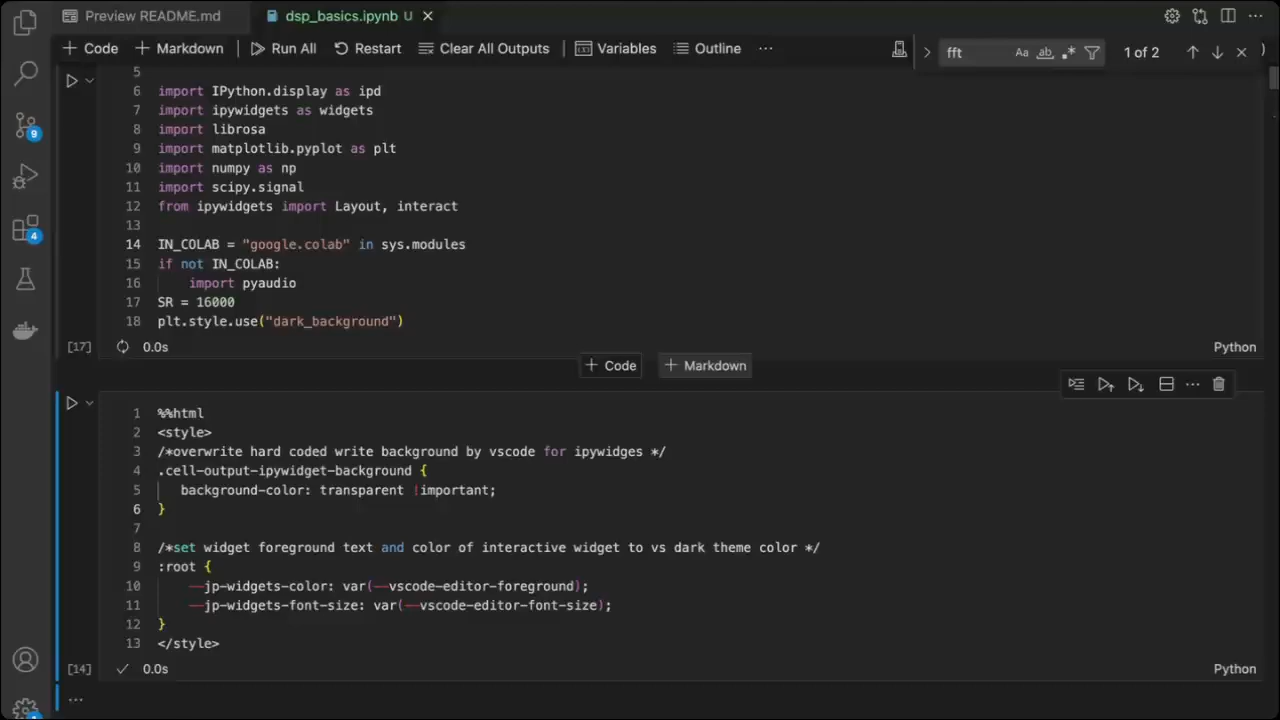 Preview README.md
dsp_basics.ipynb U
Code Markdown Run All Restart Clear All Outputs Variables Outline ...
fft Aa ab .* 1 of 2
5
6 import IPython.display as ipd
7 import ipywidgets as widgets
8 import librosa
9 import matplotlib.pyplot as plt
10 import numpy as np
11 import scipy.signal
12 from ipywidgets import Layout, interact
13
14 IN_COLAB = "google.colab" in sys.modules
15 if not IN_COLAB:
16     import pyaudio
17 SR = 16000
18 plt.style.use("dark_background")
[17] 0.0s Python
+ Code + Markdown
1 %%html
2 <style>
3 /*overwrite hard coded write background by vscode for ipywidges */
4 .cell-output-ipywidget-background {
5    background-color: transparent !important;
6 }
7
8 /*set widget foreground text and color of interactive widget to vs dark theme color */
9 :root {
10     --jp-widgets-color: var(--vscode-editor-foreground);
11     --jp-widgets-font-size: var(--vscode-editor-font-size);
12 }
13 </style>
[14] 0.0s Python
...
9
4